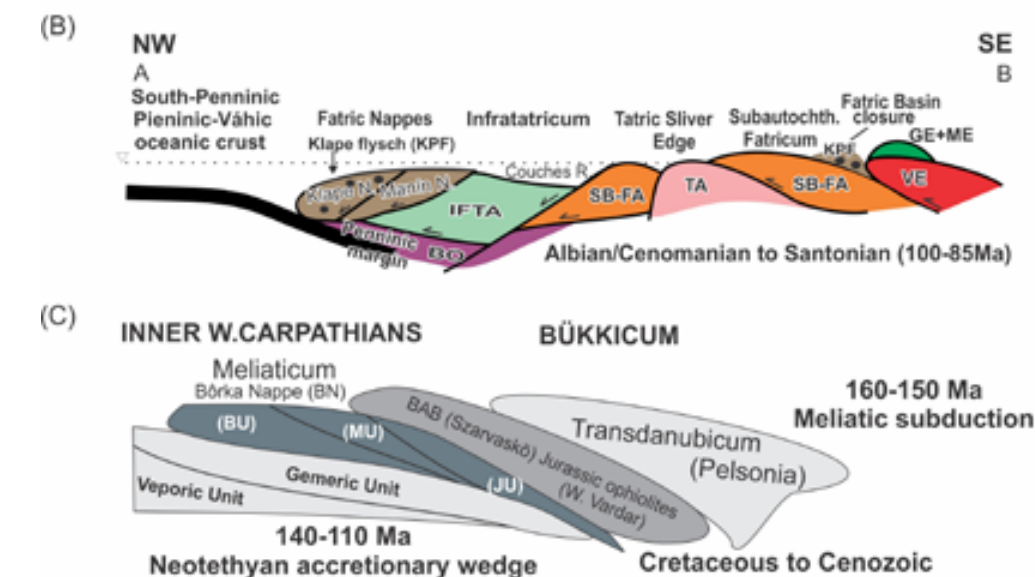 (B)
NW
SE
A
B
South-Penninic
Pieninic-Váhic
oceanic crust
Fatric Nappes
Klape flysch (KPF)
Infratatricum
Tatric Sliver
Edge
Subautochth.
Fatricum
Fatric Basin
closure
KPF
GE+ME
Couches R.
Klape N.
Manin N.
IFTA
SB-FA
TA
SB-FA
VE
Penninic
margin
BO
Albian/Cenomanian to Santonian (100-85Ma)
(C)
INNER W.CARPATHIANS
BÜKKICUM
Meliaticum
Bôrka Nappe (BN)
160-150 Ma
Meliatic subduction
(BU)
(MU)
(JU)
BAB (Szarvaskö) Jurassic ophiolites
(W. Vardar)
Transdanubicum
(Pelsonia)
Gemeric Unit
Veporic Unit
140-110 Ma
Neotethyan accretionary wedge
Cretaceous to Cenozoic